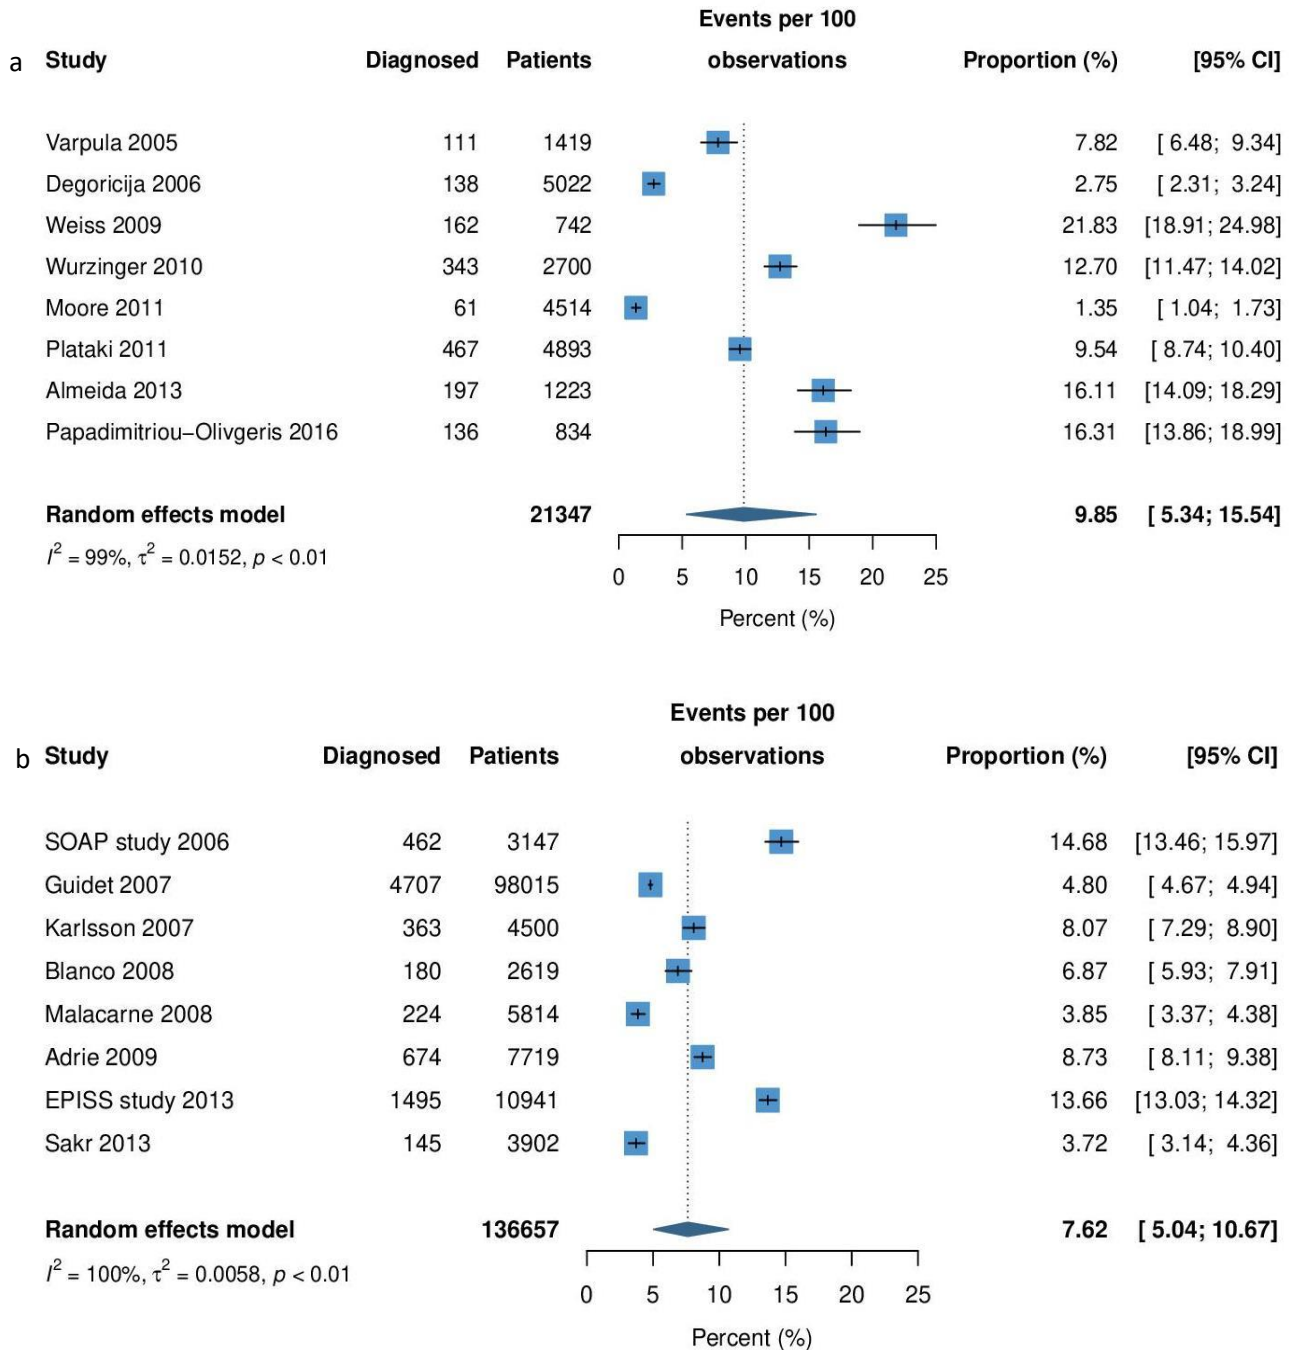 Events per 100
a Study Diagnosed Patients observations Proportion (%) [95% CI]
Varpula 2005 111 1419 7.82 [ 6.48; 9.34]
Degoricija 2006 138 5022 2.75 [ 2.31; 3.24]
Weiss 2009 162 742 21.83 [18.91; 24.98]
Wurzinger 2010 343 2700 12.70 [11.47; 14.02]
Moore 2011 61 4514 1.35 [ 1.04; 1.73]
Plataki 2011 467 4893 9.54 [ 8.74; 10.40]
Almeida 2013 197 1223 16.11 [14.09; 18.29]
Papadimitriou−Olivgeris 2016 136 834 16.31 [13.86; 18.99]
Random effects model 21347 9.85 [ 5.34; 15.54]
I² = 99%, τ² = 0.0152, p < 0.01
0 5 10 15 20 25
Percent (%)
Events per 100
b Study Diagnosed Patients observations Proportion (%) [95% CI]
SOAP study 2006 462 3147 14.68 [13.46; 15.97]
Guidet 2007 4707 98015 4.80 [ 4.67; 4.94]
Karlsson 2007 363 4500 8.07 [ 7.29; 8.90]
Blanco 2008 180 2619 6.87 [ 5.93; 7.91]
Malacarne 2008 224 5814 3.85 [ 3.37; 4.38]
Adrie 2009 674 7719 8.73 [ 8.11; 9.38]
EPISS study 2013 1495 10941 13.66 [13.03; 14.32]
Sakr 2013 145 3902 3.72 [ 3.14; 4.36]
Random effects model 136657 7.62 [ 5.04; 10.67]
I² = 100%, τ² = 0.0058, p < 0.01
0 5 10 15 20 25
Percent (%)